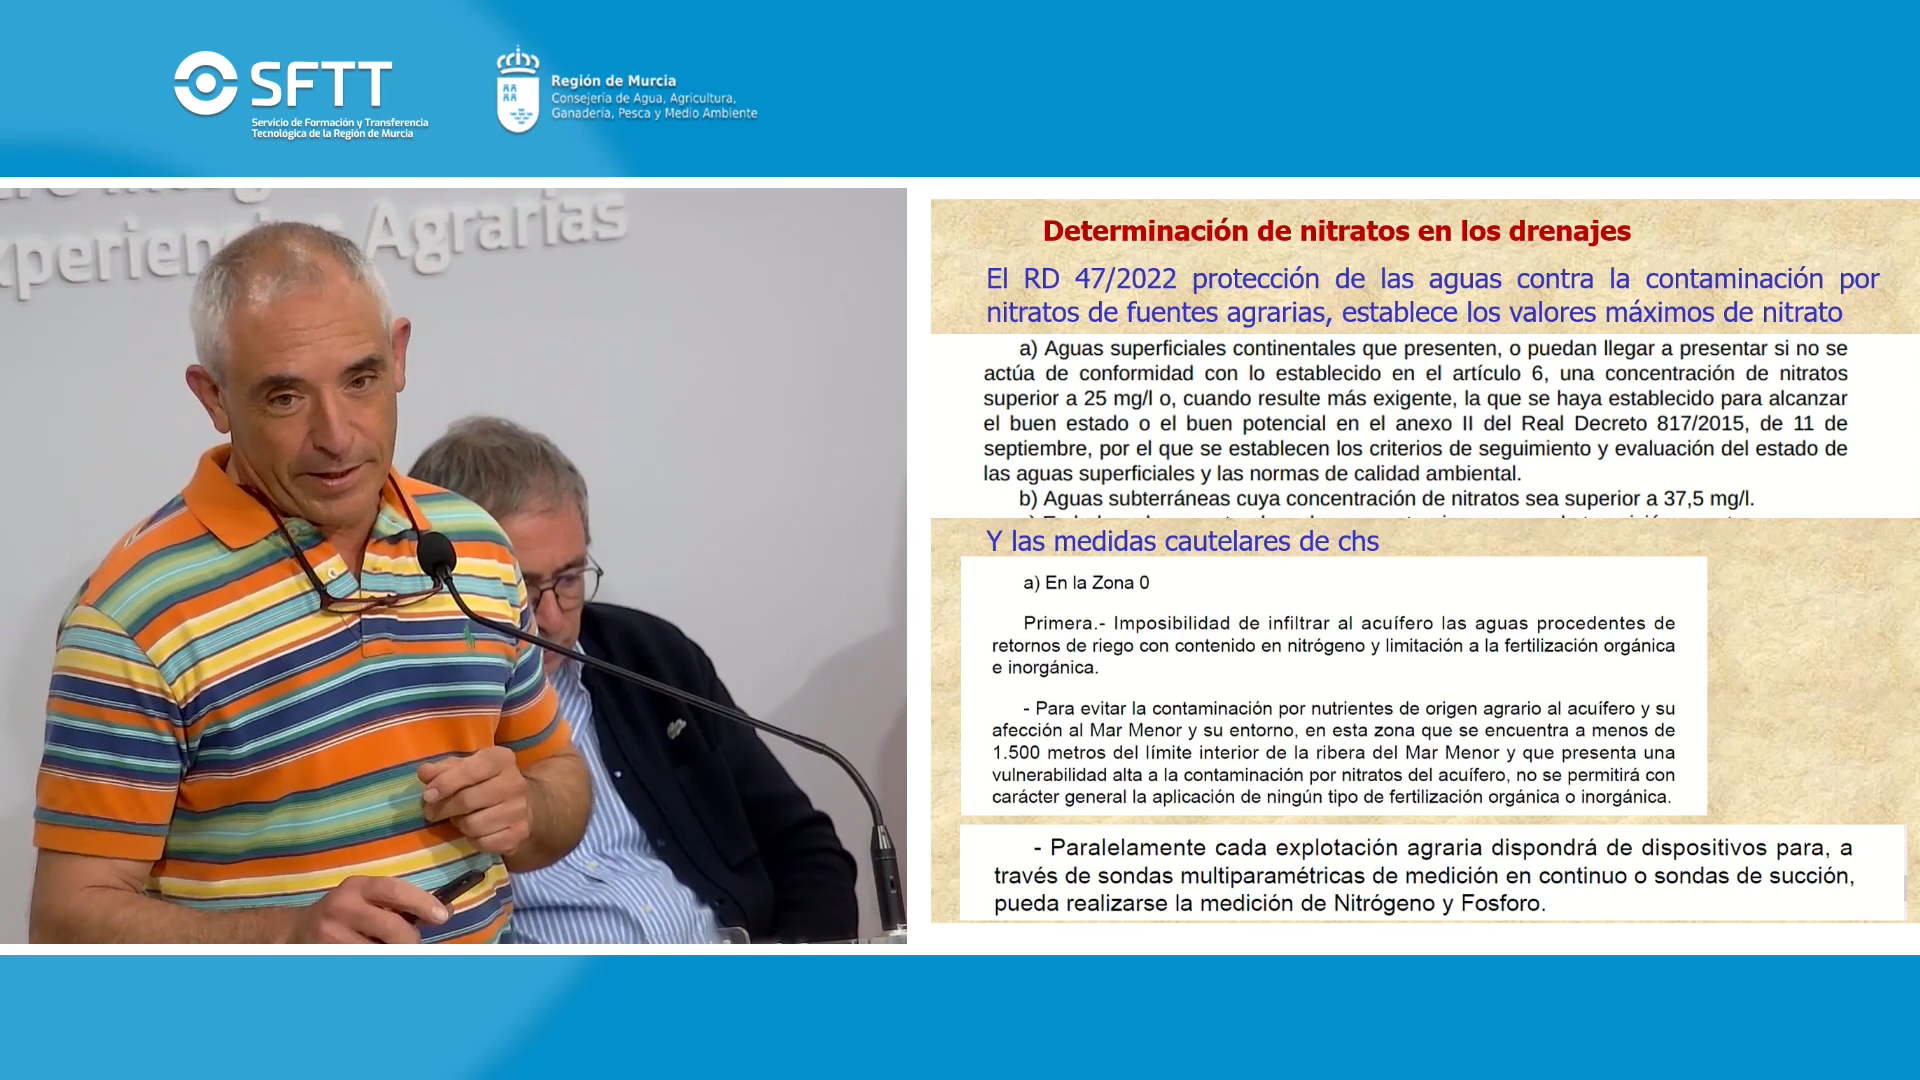 SFTT
Servicio de Formación y Transferencia
Tecnológica de la Región de Murcia
Región de Murcia
Consejería de Agua, Agricultura,
Ganadería, Pesca y Medio Ambiente
Agrarias
Determinación de nitratos en los drenajes
El RD 47/2022 protección de las aguas contra la contaminación por
nitratos de fuentes agrarias, establece los valores máximos de nitrato
a) Aguas superficiales continentales que presenten, o puedan llegar a presentar si no se
actúa de conformidad con lo establecido en el artículo 6, una concentración de nitratos
superior a 25 mg/l o, cuando resulte más exigente, la que se haya establecido para alcanzar
el buen estado o el buen potencial en el anexo II del Real Decreto 817/2015, de 11 de
septiembre, por el que se establecen los criterios de seguimiento y evaluación del estado de
las aguas superficiales y las normas de calidad ambiental.
b) Aguas subterráneas cuya concentración de nitratos sea superior a 37,5 mg/l.
Y las medidas cautelares de chs
a) En la Zona 0
Primera.- Imposibilidad de infiltrar al acuífero las aguas procedentes de
retornos de riego con contenido en nitrógeno y limitación a la fertilización orgánica
e inorgánica.
- Para evitar la contaminación por nutrientes de origen agrario al acuífero y su
afección al Mar Menor y su entorno, en esta zona que se encuentra a menos de
1.500 metros del límite interior de la ribera del Mar Menor y que presenta una
vulnerabilidad alta a la contaminación por nitratos del acuífero, no se permitirá con
carácter general la aplicación de ningún tipo de fertilización orgánica o inorgánica.
- Paralelamente cada explotación agraria dispondrá de dispositivos para, a
través de sondas multiparamétricas de medición en continuo o sondas de succión,
pueda realizarse la medición de Nitrógeno y Fosforo.